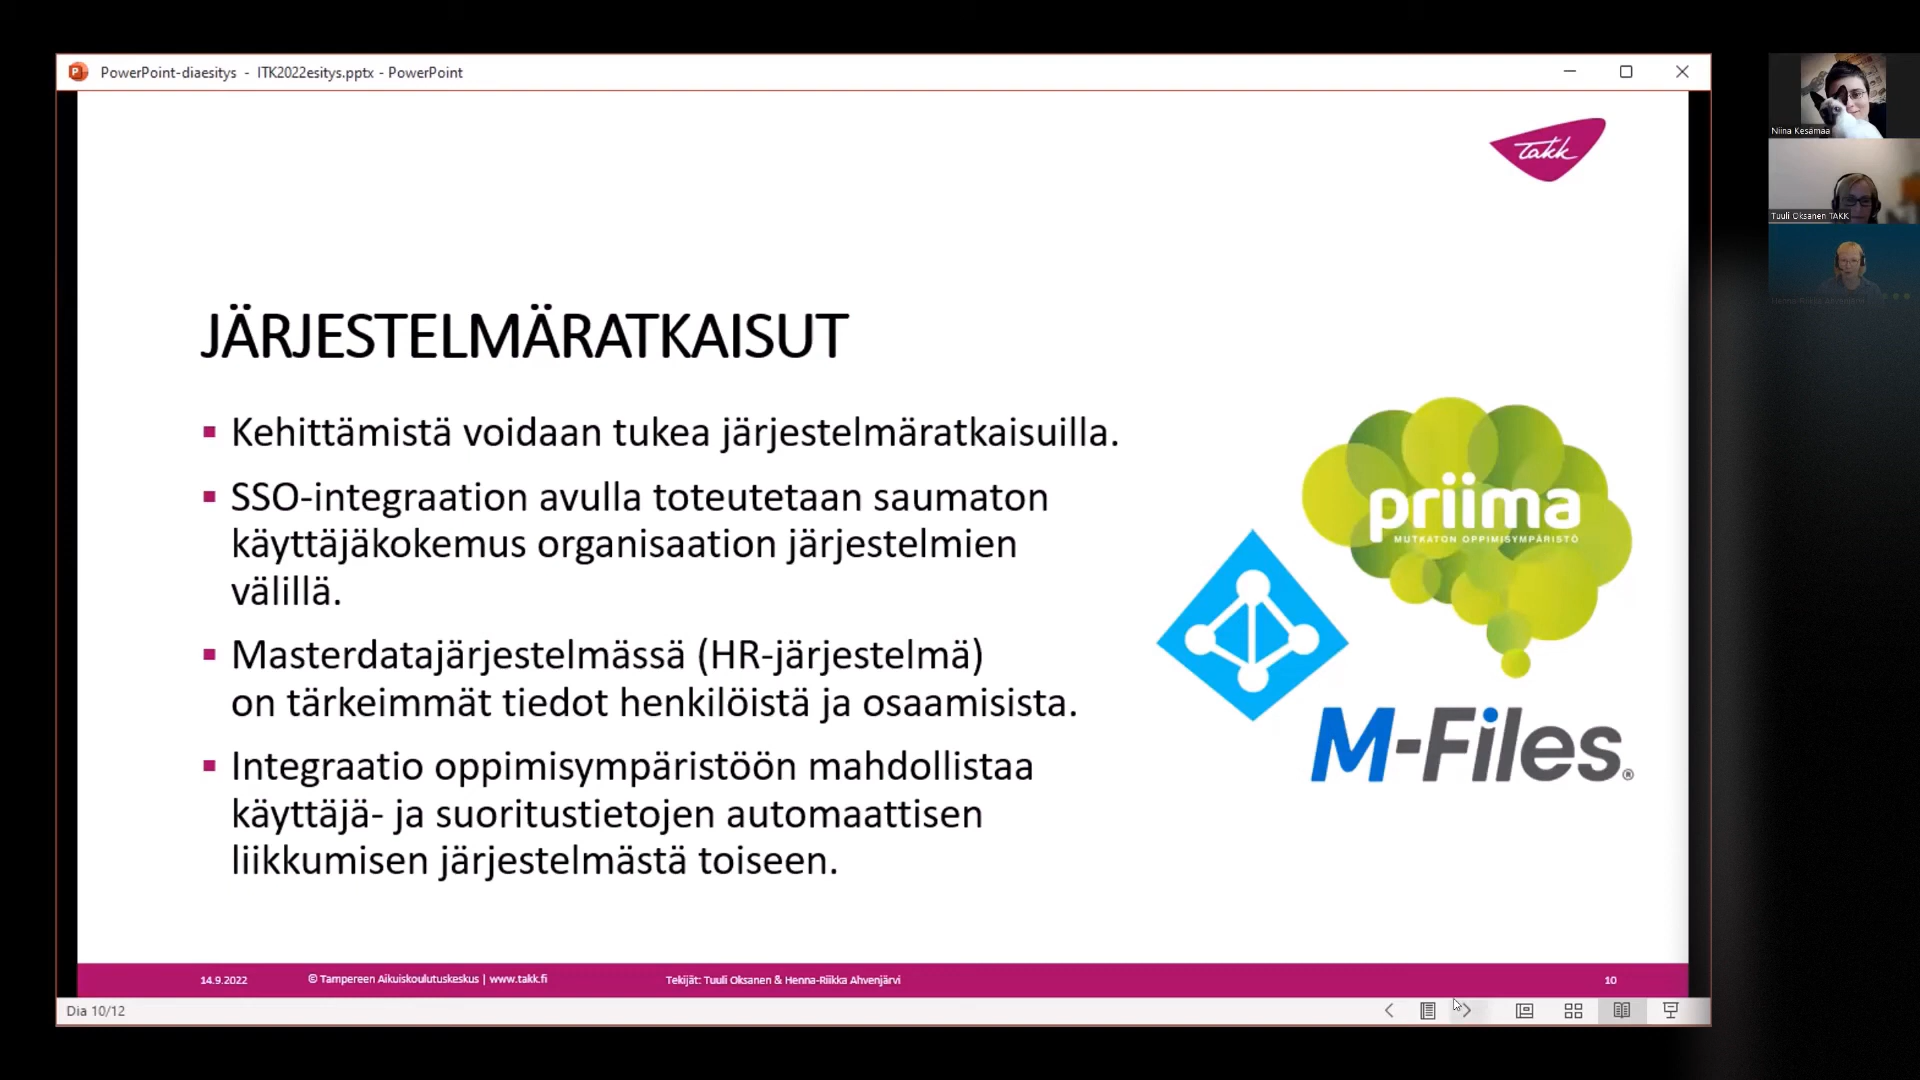 PowerPoint-diaesitys - ITK2022esitys.pptx - PowerPoint
takk
Niina Kesämaa
Tuuli Oksanen TAKK
JÄRJESTELMÄRATKAISUT
Kehittämistä voidaan tukea järjestelmäratkaisuilla.
SSO-integraation avulla toteutetaan saumaton
käyttäjäkokemus organisaation järjestelmien
välillä.
Masterdatajärjestelmässä (HR-järjestelmä)
on tärkeimmät tiedot henkilöistä ja osaamisista.
Integraatio oppimisympäristöön mahdollistaa
käyttäjä- ja suoritustietojen automaattisen
liikkumisen järjestelmästä toiseen.
priima
MUTKATON OPPIMISYMPÄRISTÖ
M-Files®
14.9.2022
© Tampereen Aikuiskoulutuskeskus | www.takk.fi
Tekijät: Tuuli Oksanen & Henna-Riikka Ahvenjärvi
10
Dia 10/12